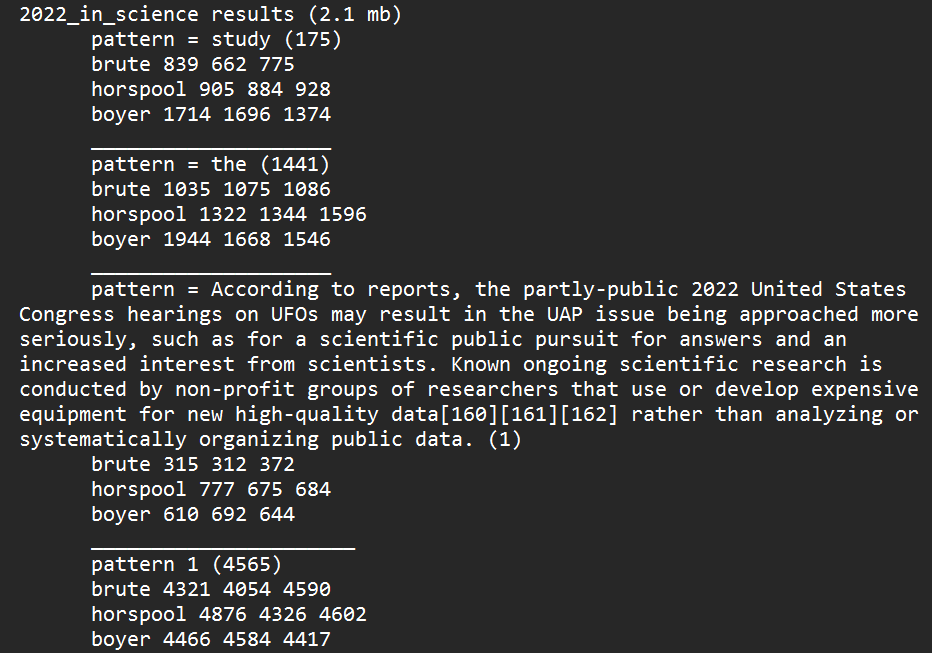 2022_in_science results (2.1 mb)
pattern = study (175)
brute 839 662 775
horspool 905 884 928
boyer 1714 1696 1374
____________________
pattern = the (1441)
brute 1035 1075 1086
horspool 1322 1344 1596
boyer 1944 1668 1546
____________________
pattern = According to reports, the partly-public 2022 United States
Congress hearings on UFOs may result in the UAP issue being approached more
seriously, such as for a scientific public pursuit for answers and an
increased interest from scientists. Known ongoing scientific research is
conducted by non-profit groups of researchers that use or develop expensive
equipment for new high-quality data[160][161][162] rather than analyzing or
systematically organizing public data. (1)
brute 315 312 372
horspool 777 675 684
boyer 610 692 644
______________________
pattern 1 (4565)
brute 4321 4054 4590
horspool 4876 4326 4602
boyer 4466 4584 4417